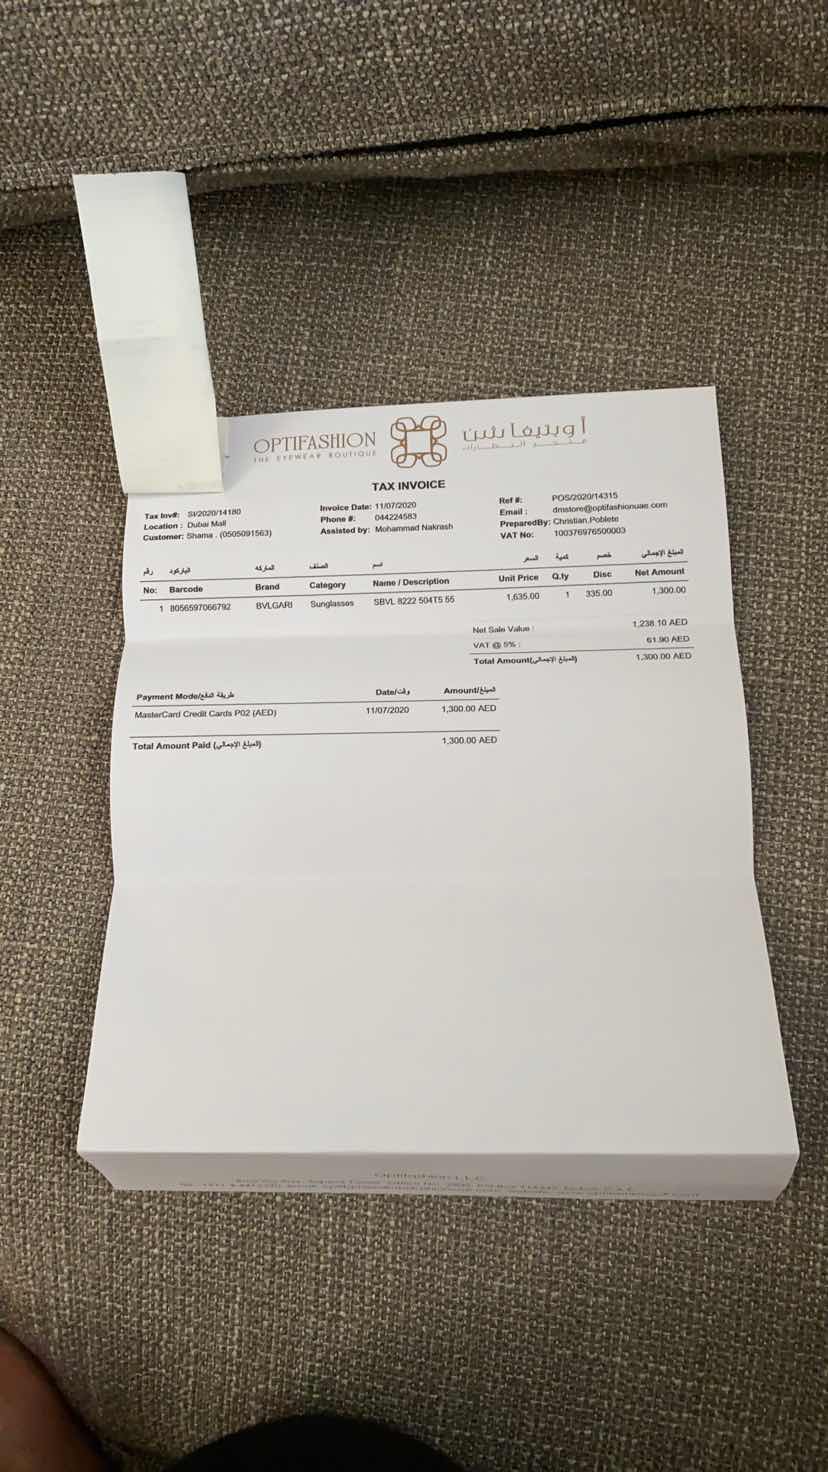 OPTIFASHION أوبتيفاشن
THE EYEWEAR BOUTIQUE
TAX INVOICE
Tax Inv#: SI/2020/14180 Invoice Date: 11/07/2020 Ref #: POS/2020/14315
Location : Dubai Mall Phone #: 044224583 Email : dmstore@optifashionuae.com
Customer: Shama . (0505091563) Assisted by: Mohammad Nakrash PreparedBy: Christian.Poblete
VAT No: 100376976500003
رقم الباركود الماركه الصنف اسم السعر كمية خصم المبلغ الإجمالي
No: Barcode Brand Category Name / Description Unit Price Q.ty Disc Net Amount
1 8056597066792 BVLGARI Sunglasses SBVL 8222 504T5 55 1,635.00 1 335.00 1,300.00
Net Sale Value : 1,238.10 AED
VAT @ 5% : 61.90 AED
Total Amount(المبلغ الإجمالي) 1,300.00 AED
Payment Mode/طريقة الدفع Date/وقت Amount/المبلغ
MasterCard Credit Cards P02 (AED) 11/07/2020 1,300.00 AED
Total Amount Paid (المبلغ الإجمالي) 1,300.00 AED
Optifashion LLC